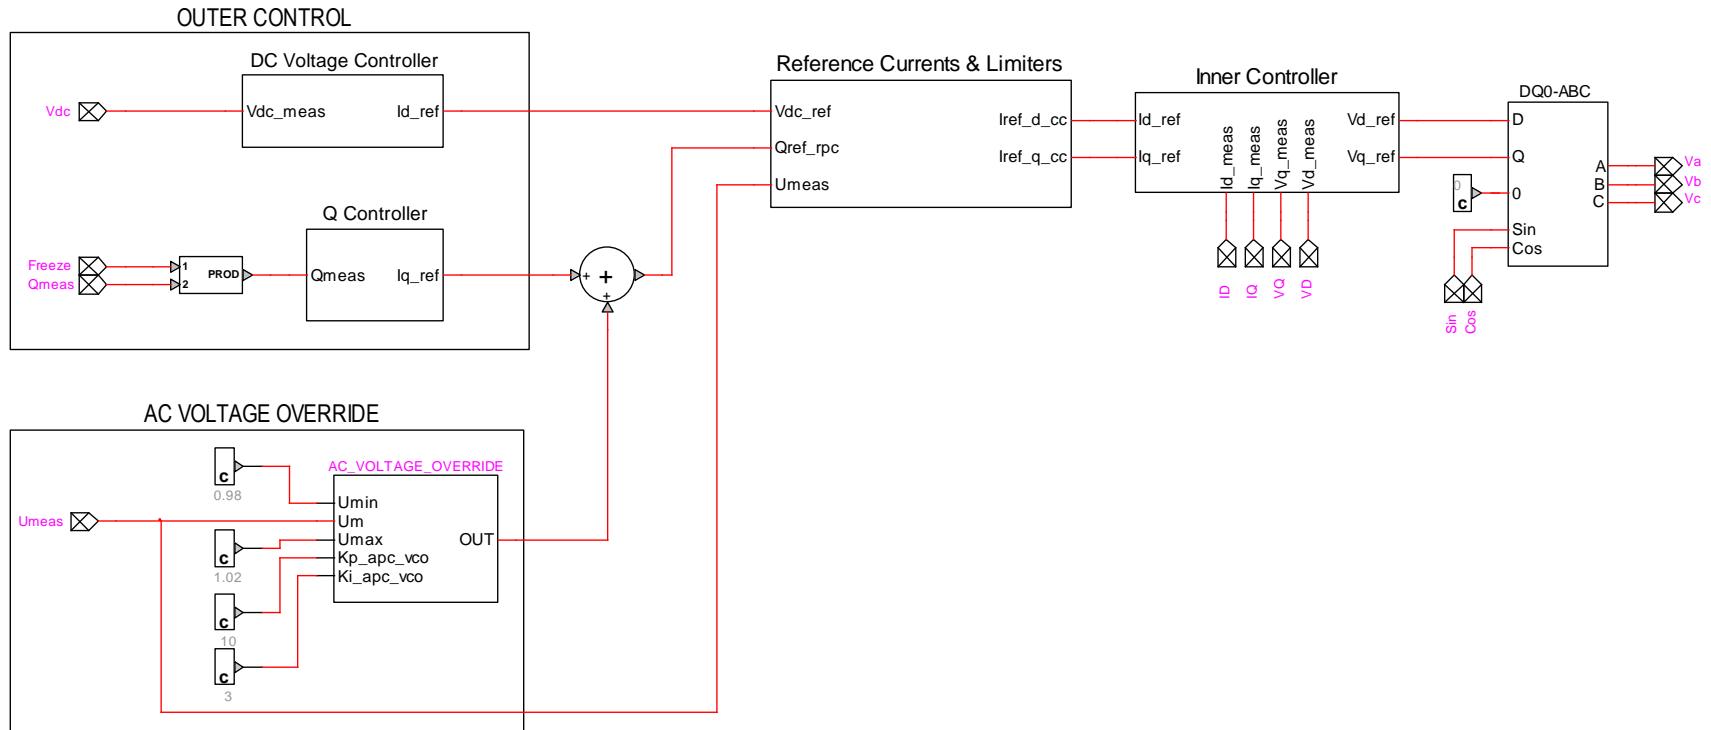 OUTER CONTROL
DC Voltage Controller
Vdc
Vdc_meas
Id_ref
Q Controller
Freeze
Qmeas
1
2
PROD
Qmeas
Iq_ref
+
+
+
Reference Currents & Limiters
Vdc_ref
Qref_rpc
Umeas
Iref_d_cc
Iref_q_cc
Inner Controller
Id_ref
Iq_ref
Id_meas
Iq_meas
Vq_meas
Vd_meas
Vd_ref
Vq_ref
ID
IQ
VQ
VD
DQ0-ABC
D
Q
0
Sin
Cos
A
B
C
0
C
Va
Vb
Vc
Sin
Cos
AC VOLTAGE OVERRIDE
AC_VOLTAGE_OVERRIDE
Umeas
C
0.98
C
1.02
C
10
C
3
Umin
Um
Umax
Kp_apc_vco
Ki_apc_vco
OUT